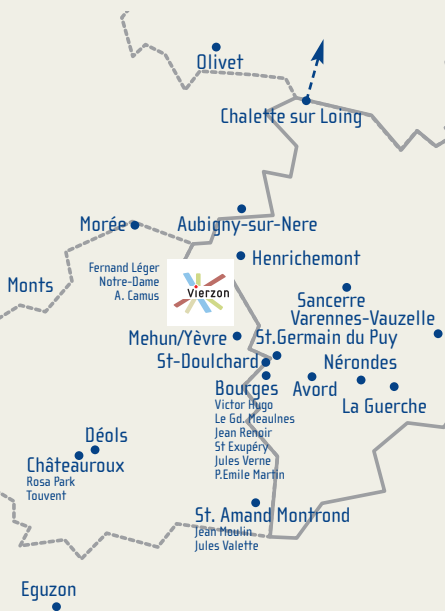 Olivet
Chalette sur Loing
Morée
Aubigny-sur-Nere
Henrichemont
Fernand Léger
Notre-Dame
A. Camus
Monts
Vierzon
Sancerre
Varennes-Vauzelle
Mehun/Yèvre
St.Germain du Puy
St-Doulchard
Nérondes
Bourges
Avord
La Guerche
Victor Hugo
Le Gd. Meaulnes
Jean Renoir
St Exupéry
Jules Verne
P.Emile Martin
Déols
Châteauroux
Rosa Park
Touvent
St. Amand Montrond
Jean Moulin
Jules Valette
Eguzon